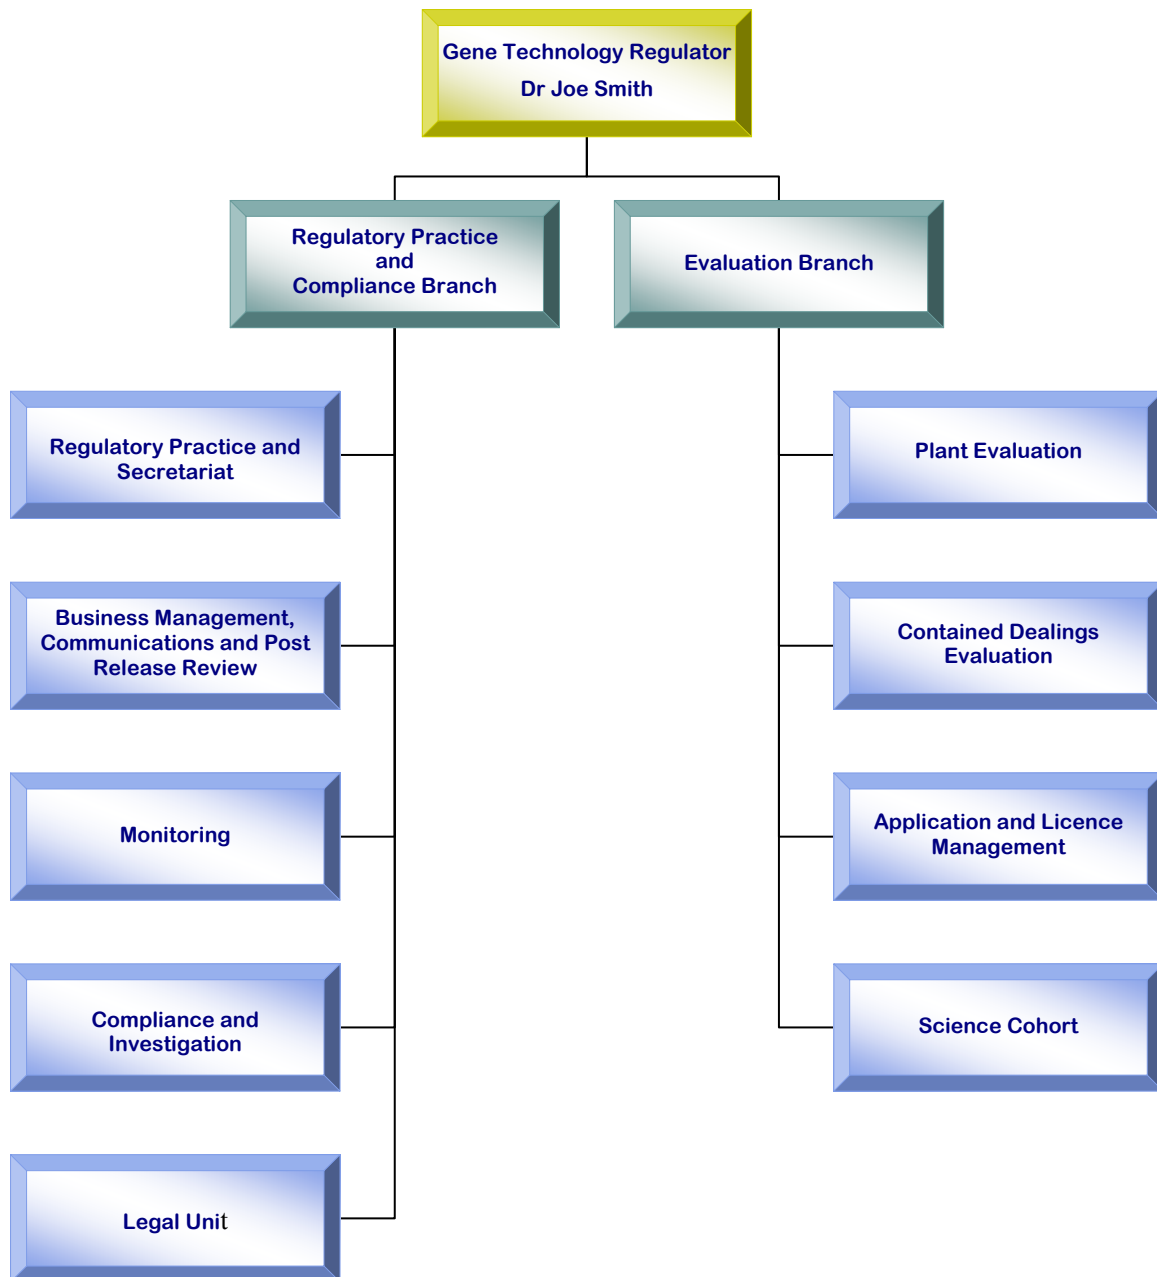 Gene Technology Regulator
Dr Joe Smith
Regulatory Practice
and
Compliance Branch
Evaluation Branch
Regulatory Practice and
Secretariat
Plant Evaluation
Business Management,
Communications and Post
Release Review
Contained Dealings
Evaluation
Monitoring
Application and Licence
Management
Compliance and
Investigation
Science Cohort
Legal Unit